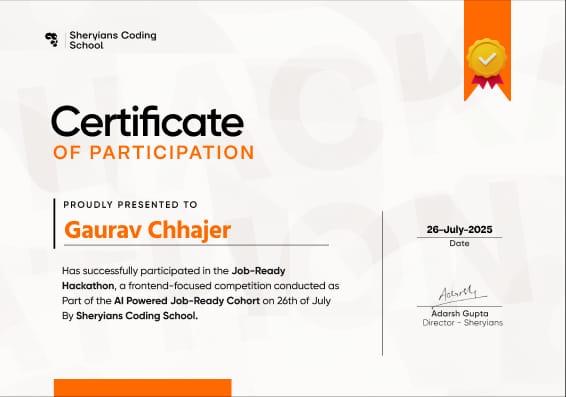 Sheryians Coding
School
Certificate
OF PARTICIPATION
PROUDLY PRESENTED TO
Gaurav Chhajer
Has successfully participated in the Job-Ready
Hackathon, a frontend-focused competition conducted as
Part of the AI Powered Job-Ready Cohort on 26th of July
By Sheryians Coding School.
26-July-2025
Date
Adarsh
Adarsh Gupta
Director - Sheryians
HACKATHON